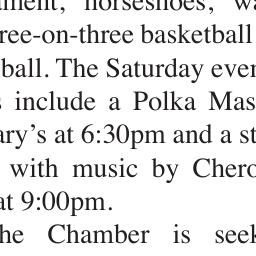 ament, horseshoes, wa
ree-on-three basketball
ball. The Saturday even
s include a Polka Mas
ary's at 6:30pm and a st
with music by Chero
at 9:00pm.
he Chamber is seek